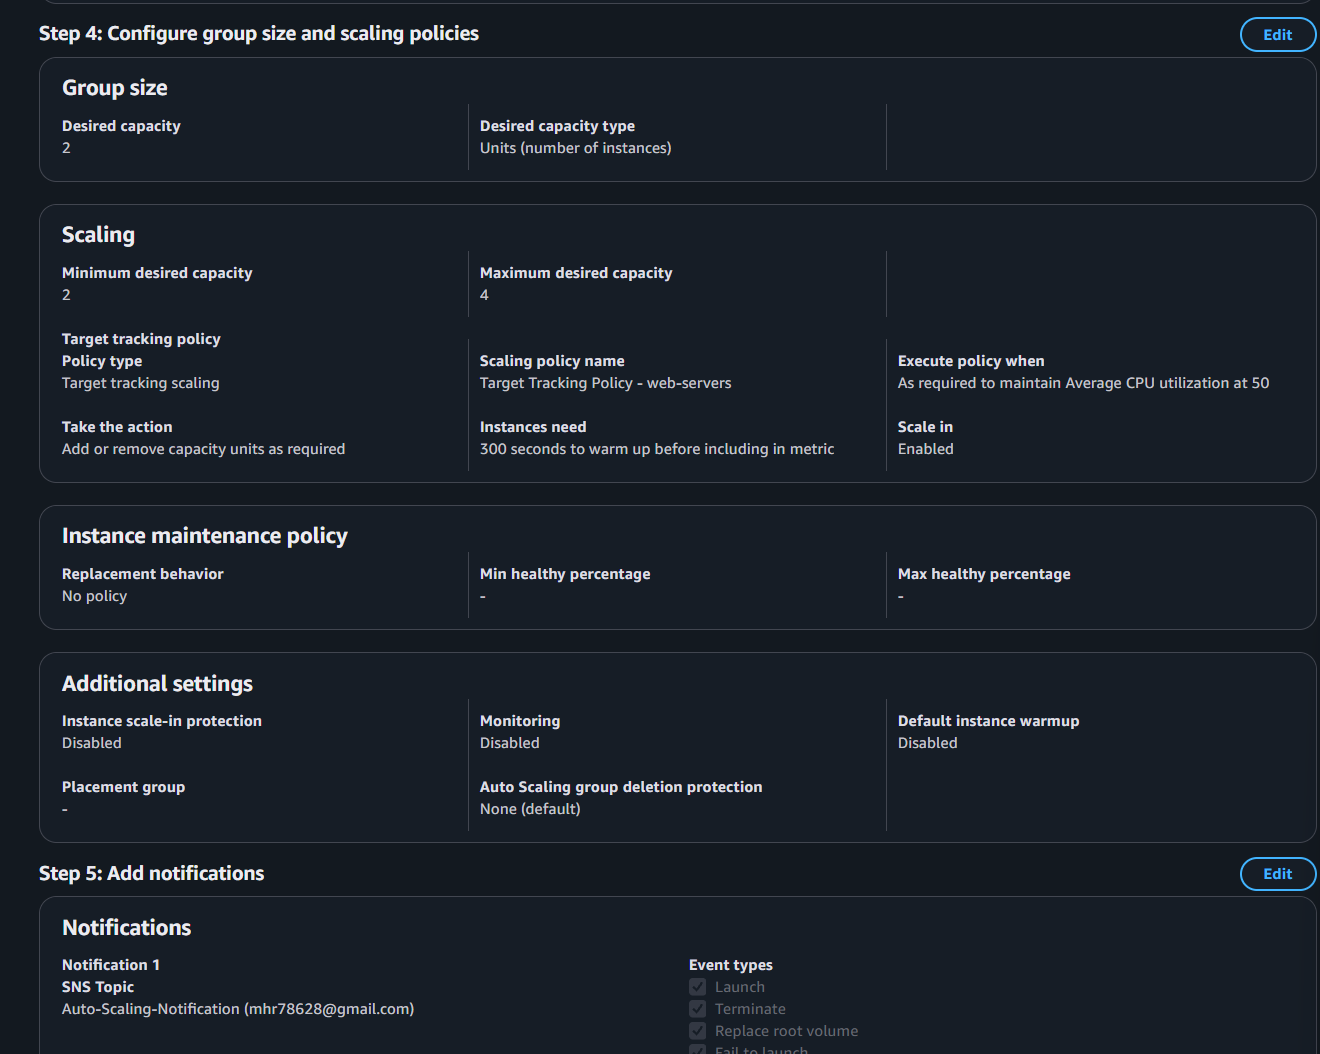 Step 4: Configure group size and scaling policies
Edit
Group size
Desired capacity
2
Desired capacity type
Units (number of instances)
Scaling
Minimum desired capacity
2
Maximum desired capacity
4
Target tracking policy
Policy type
Target tracking scaling
Scaling policy name
Target Tracking Policy - web-servers
Execute policy when
As required to maintain Average CPU utilization at 50
Take the action
Add or remove capacity units as required
Instances need
300 seconds to warm up before including in metric
Scale in
Enabled
Instance maintenance policy
Replacement behavior
No policy
Min healthy percentage
-
Max healthy percentage
-
Additional settings
Instance scale-in protection
Disabled
Monitoring
Disabled
Default instance warmup
Disabled
Placement group
-
Auto Scaling group deletion protection
None (default)
Step 5: Add notifications
Edit
Notifications
Notification 1
SNS Topic
Auto-Scaling-Notification (mhr78628@gmail.com)
Event types
Launch
Terminate
Replace root volume
Fail to launch